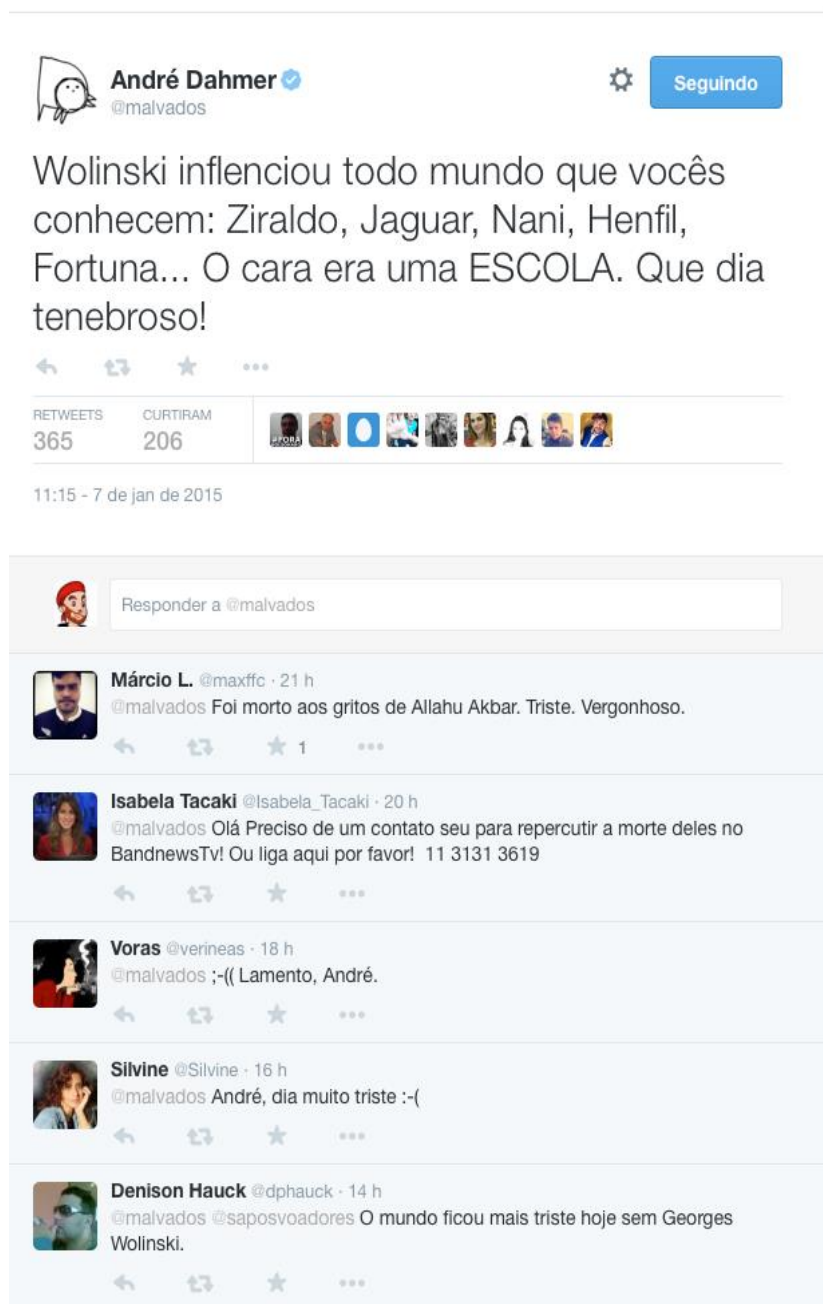 André Dahmer
@malvados
Seguindo
Wolinski inflenciou todo mundo que vocês
conhecem: Ziraldo, Jaguar, Nani, Henfil,
Fortuna... O cara era uma ESCOLA. Que dia
tenebroso!
RETWEETS CURTIRAM
365 206
11:15 - 7 de jan de 2015
Responder a @malvados
Márcio L. @maxffc · 21 h
@malvados Foi morto aos gritos de Allahu Akbar. Triste. Vergonhoso.
1
Isabela Tacaki @Isabela_Tacaki · 20 h
@malvados Olá Preciso de um contato seu para repercutir a morte deles no
BandnewsTv! Ou liga aqui por favor! 11 3131 3619
Voras @verineas · 18 h
@malvados ;-(( Lamento, André.
Silvine @Silvine · 16 h
@malvados André, dia muito triste :-(
Denison Hauck @dphauck · 14 h
@malvados @saposvoadores O mundo ficou mais triste hoje sem Georges
Wolinski.